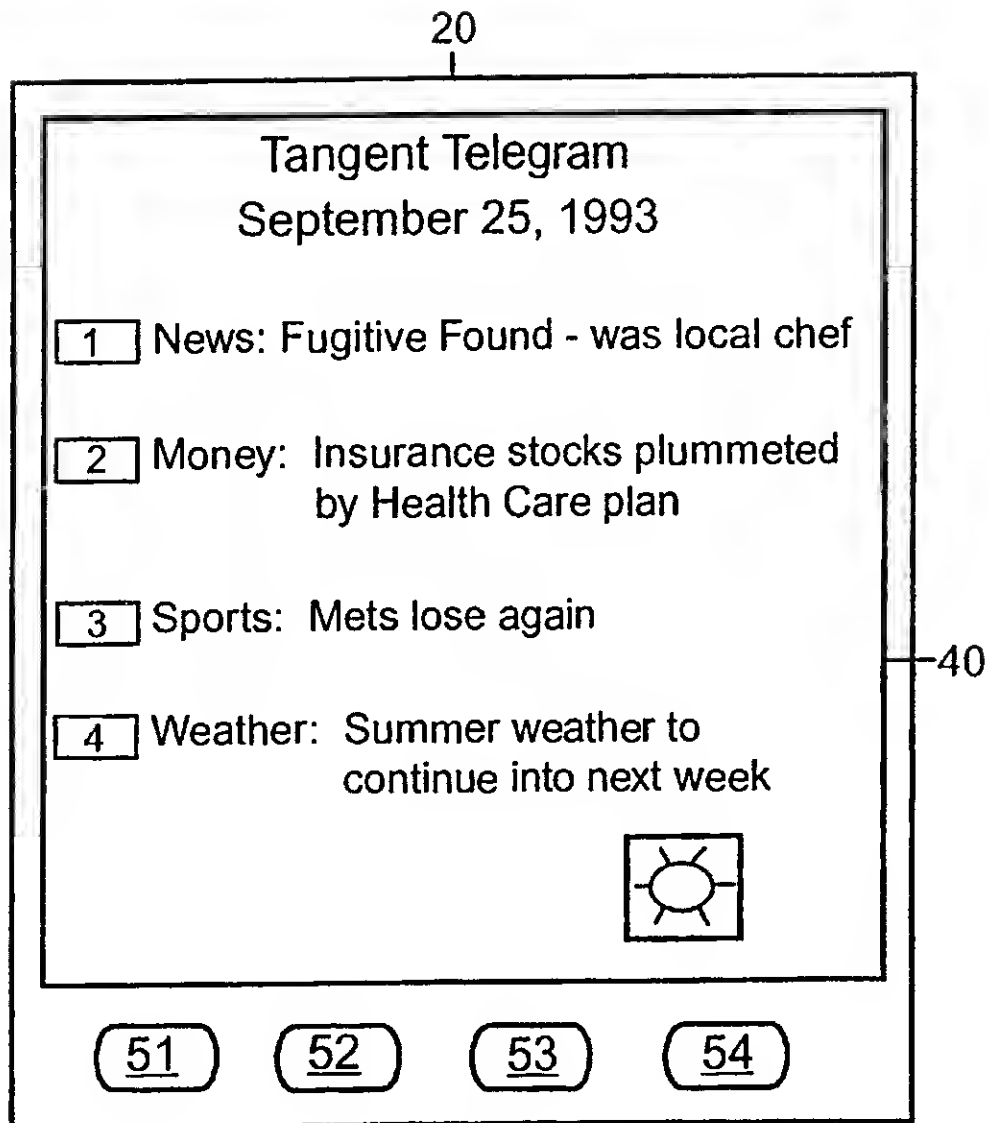 20
Tangent Telegram
September 25, 1993
1 News: Fugitive Found - was local chef
2 Money: Insurance stocks plummeted
by Health Care plan
3 Sports: Mets lose again
40
4 Weather: Summer weather to
continue into next week
51 52 53 54